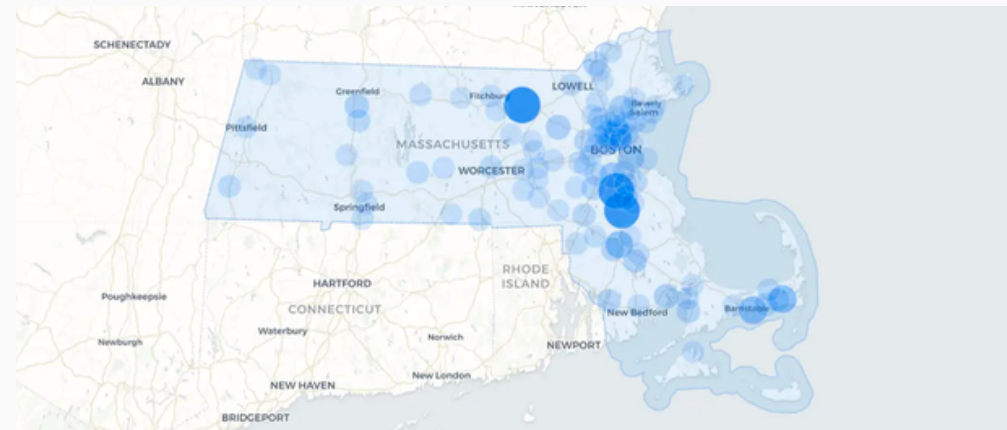 SCHENECTADY
ALBANY
Greenfield
Fitchburg
LOWELL
Beverly
Salem
Pittsfield
MASSACHUSETTS
BOSTON
WORCESTER
Springfield
RHODE
ISLAND
HARTFORD
Poughkeepsie
CONNECTICUT
New Bedford
Barnstable
Waterbury
Norwich
Newburgh
NEWPORT
New London
NEW HAVEN
BRIDGEPORT